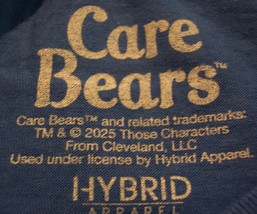 Care
Bears™
Care Bears™ and related trademarks:
TM & © 2025 Those Characters
From Cleveland, LLC
Used under license by Hybrid Apparel.
HYBRID
APPAREL